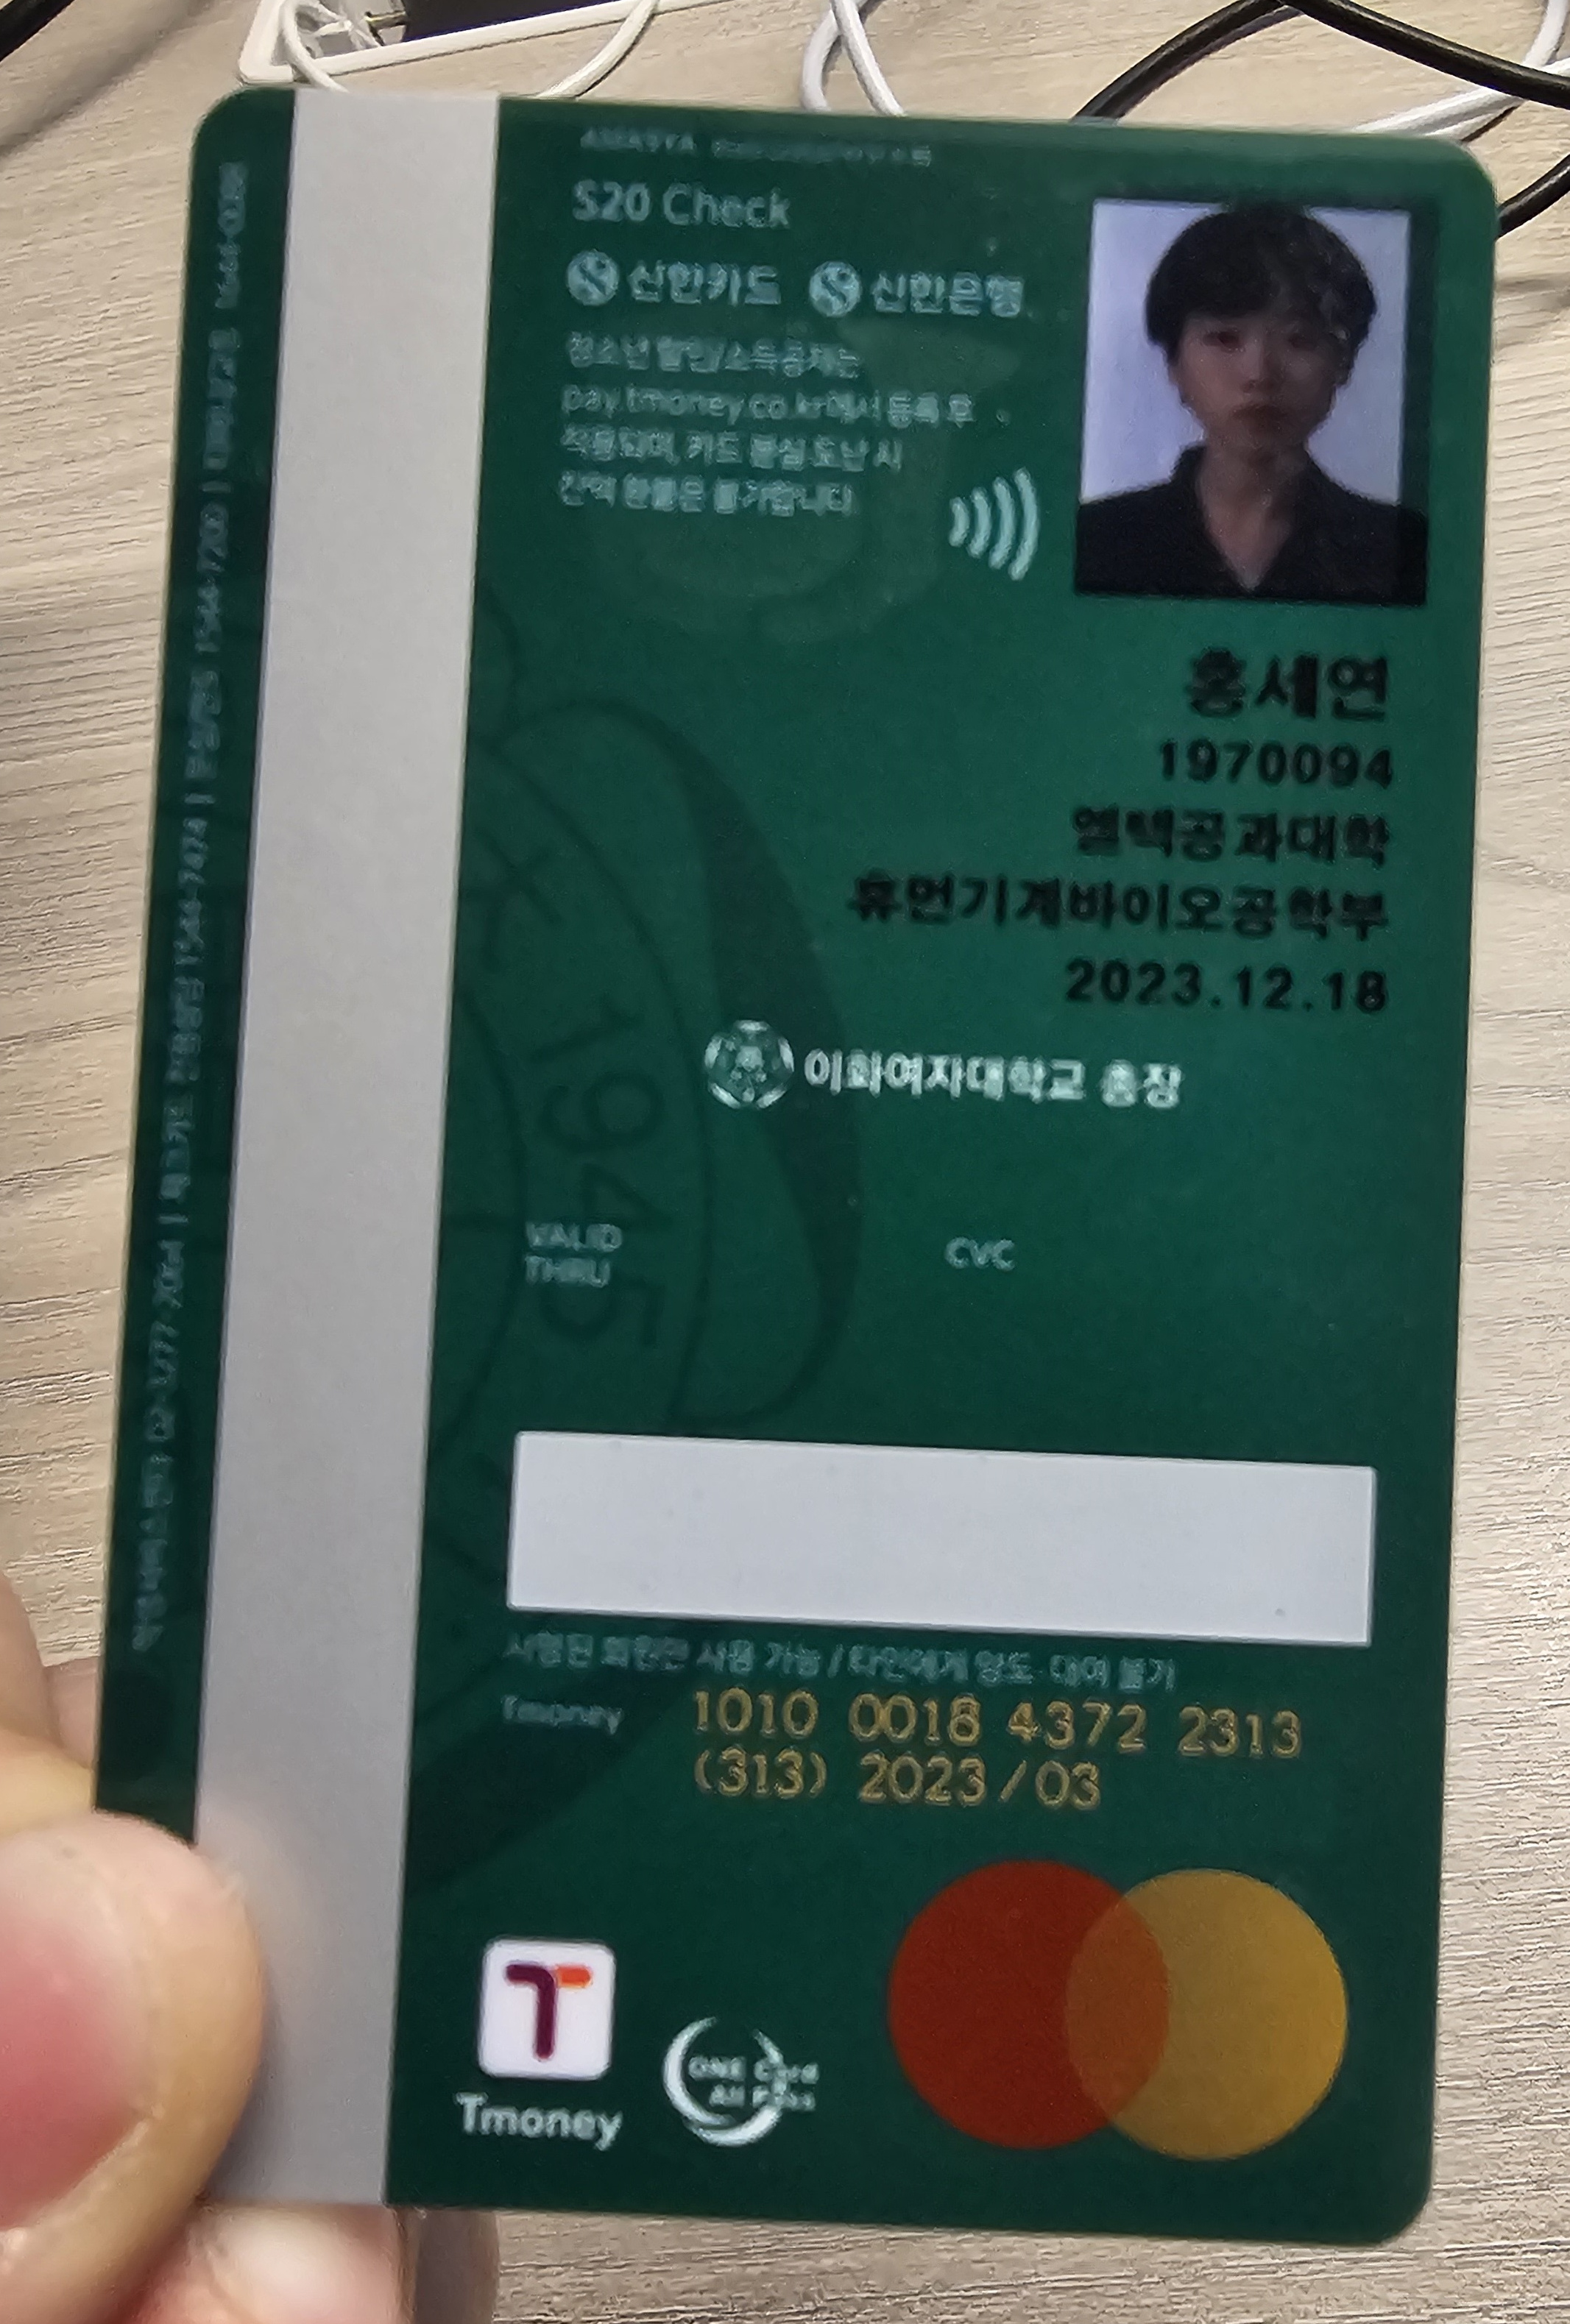 S20 Check
신한카드 신한은행
청소년 할인/소득공제는
pay.tmoney.co.kr에서 등록 후
적용되며, 카드 분실 도난 시
잔액 환불은 불가합니다
홍세연
1970094
엘텍공과대학
휴먼기계바이오공학부
2023.12.18
이화여자대학교 총장
1945
VALID
THRU
CVC
서명된 회원만 사용 가능 / 타인에게 양도·대여 불가
Tmoney 1010 0018 4372 2313
(313) 2023/03
T
Tmoney
ONE Card
All Pass